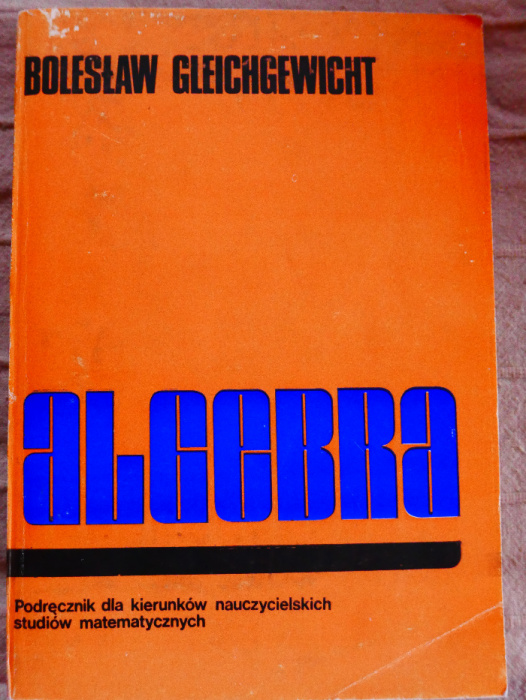 BOLESŁAW GLEICHGEWICHT
ALGEBRA
Podręcznik dla kierunków nauczycielskich
studiów matematycznych